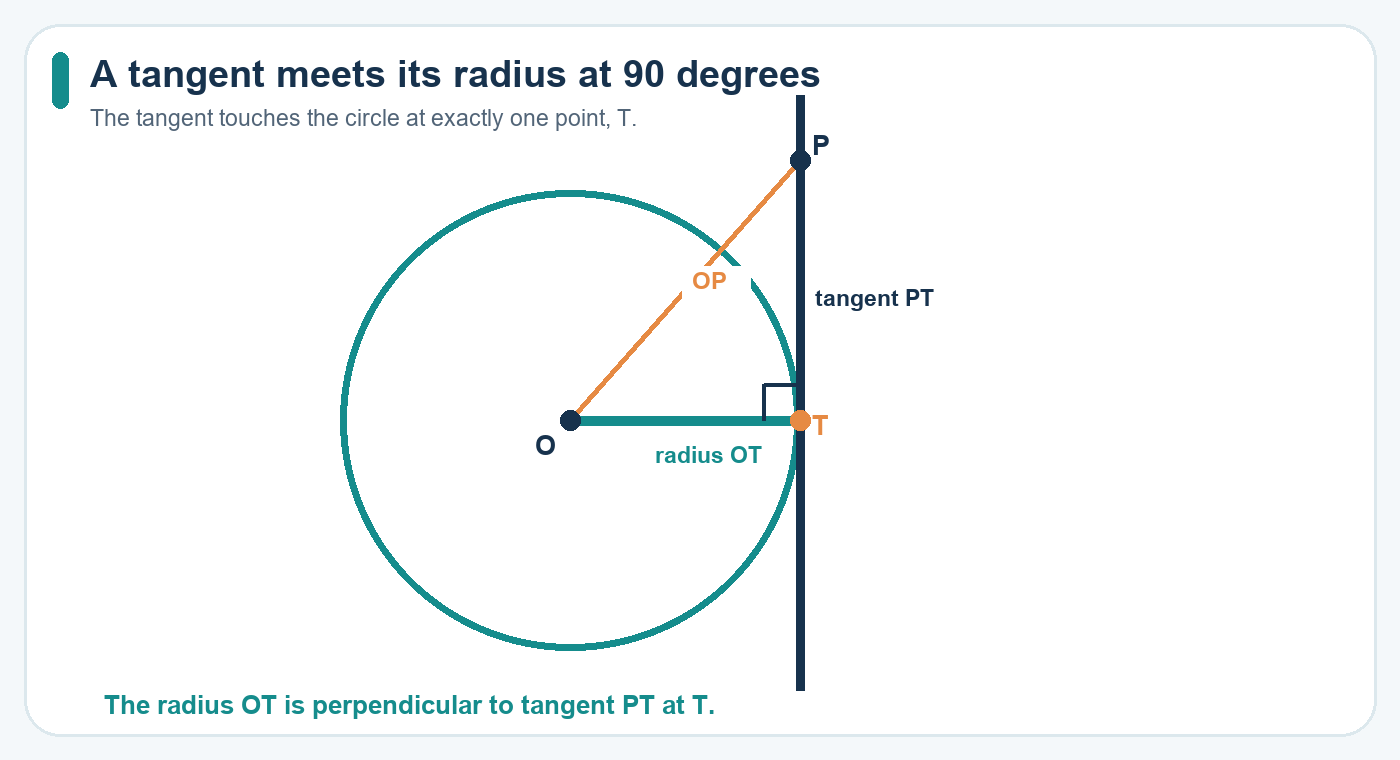 A tangent meets its radius at 90 degrees
The tangent touches the circle at exactly one point, T.
P
OP
tangent PT
T
O
radius OT
The radius OT is perpendicular to tangent PT at T.